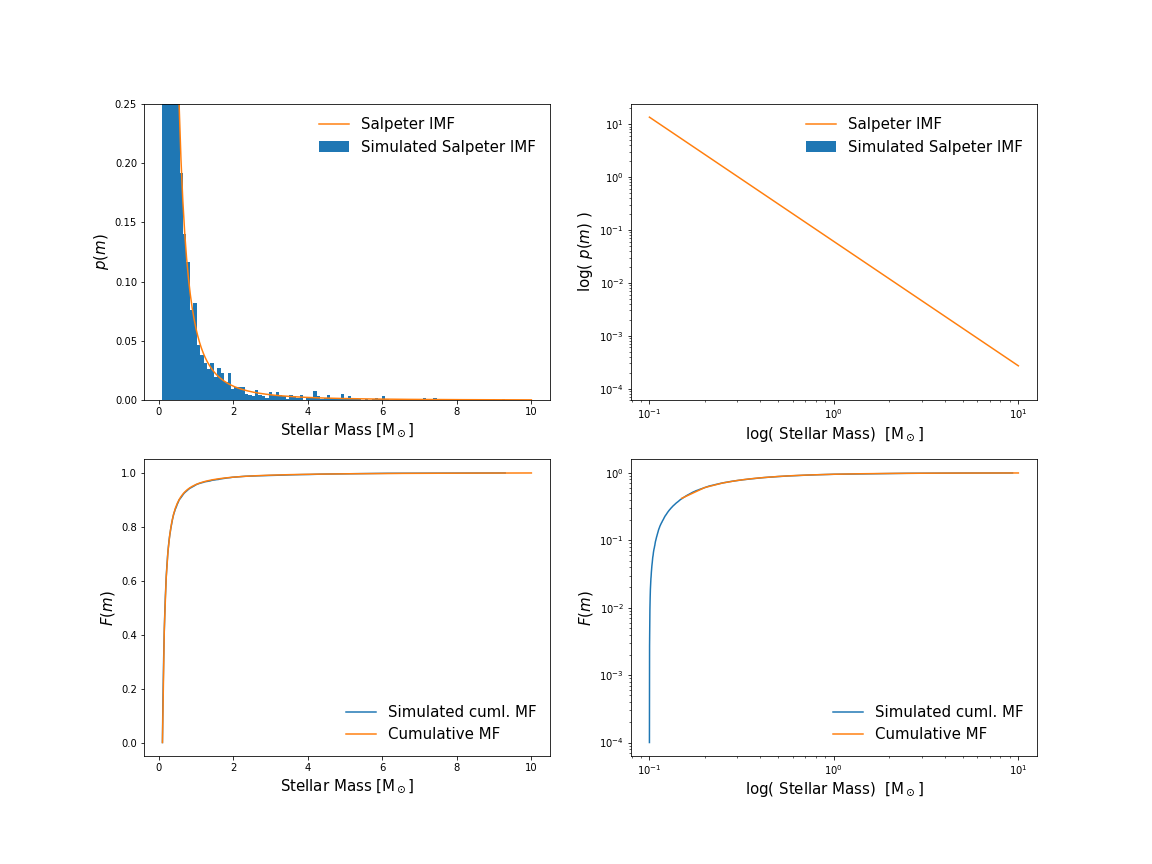 0.25
0.20
0.15
0.10
0.05
0.00
p(m)
0
2
4
6
8
10
Stellar Mass [M⊙]
Salpeter IMF
Simulated Salpeter IMF
10¹
10⁰
10⁻¹
10⁻²
10⁻³
10⁻⁴
log( p(m) )
10⁻¹
10⁰
10¹
log( Stellar Mass) [M⊙]
Salpeter IMF
Simulated Salpeter IMF
1.0
0.8
0.6
0.4
0.2
0.0
F(m)
0
2
4
6
8
10
Stellar Mass [M⊙]
Simulated cuml. MF
Cumulative MF
10⁰
10⁻¹
10⁻²
10⁻³
10⁻⁴
F(m)
10⁻¹
10⁰
10¹
log( Stellar Mass) [M⊙]
Simulated cuml. MF
Cumulative MF